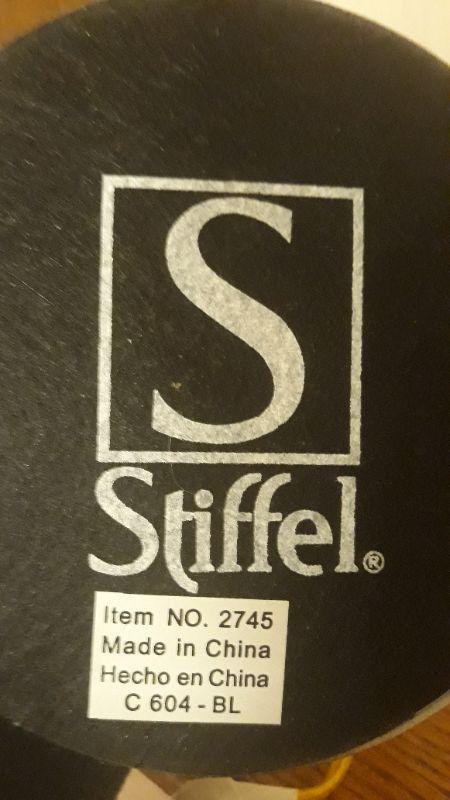 S
Stiffel®
Item NO. 2745
Made in China
Hecho en China
C 604 - BL